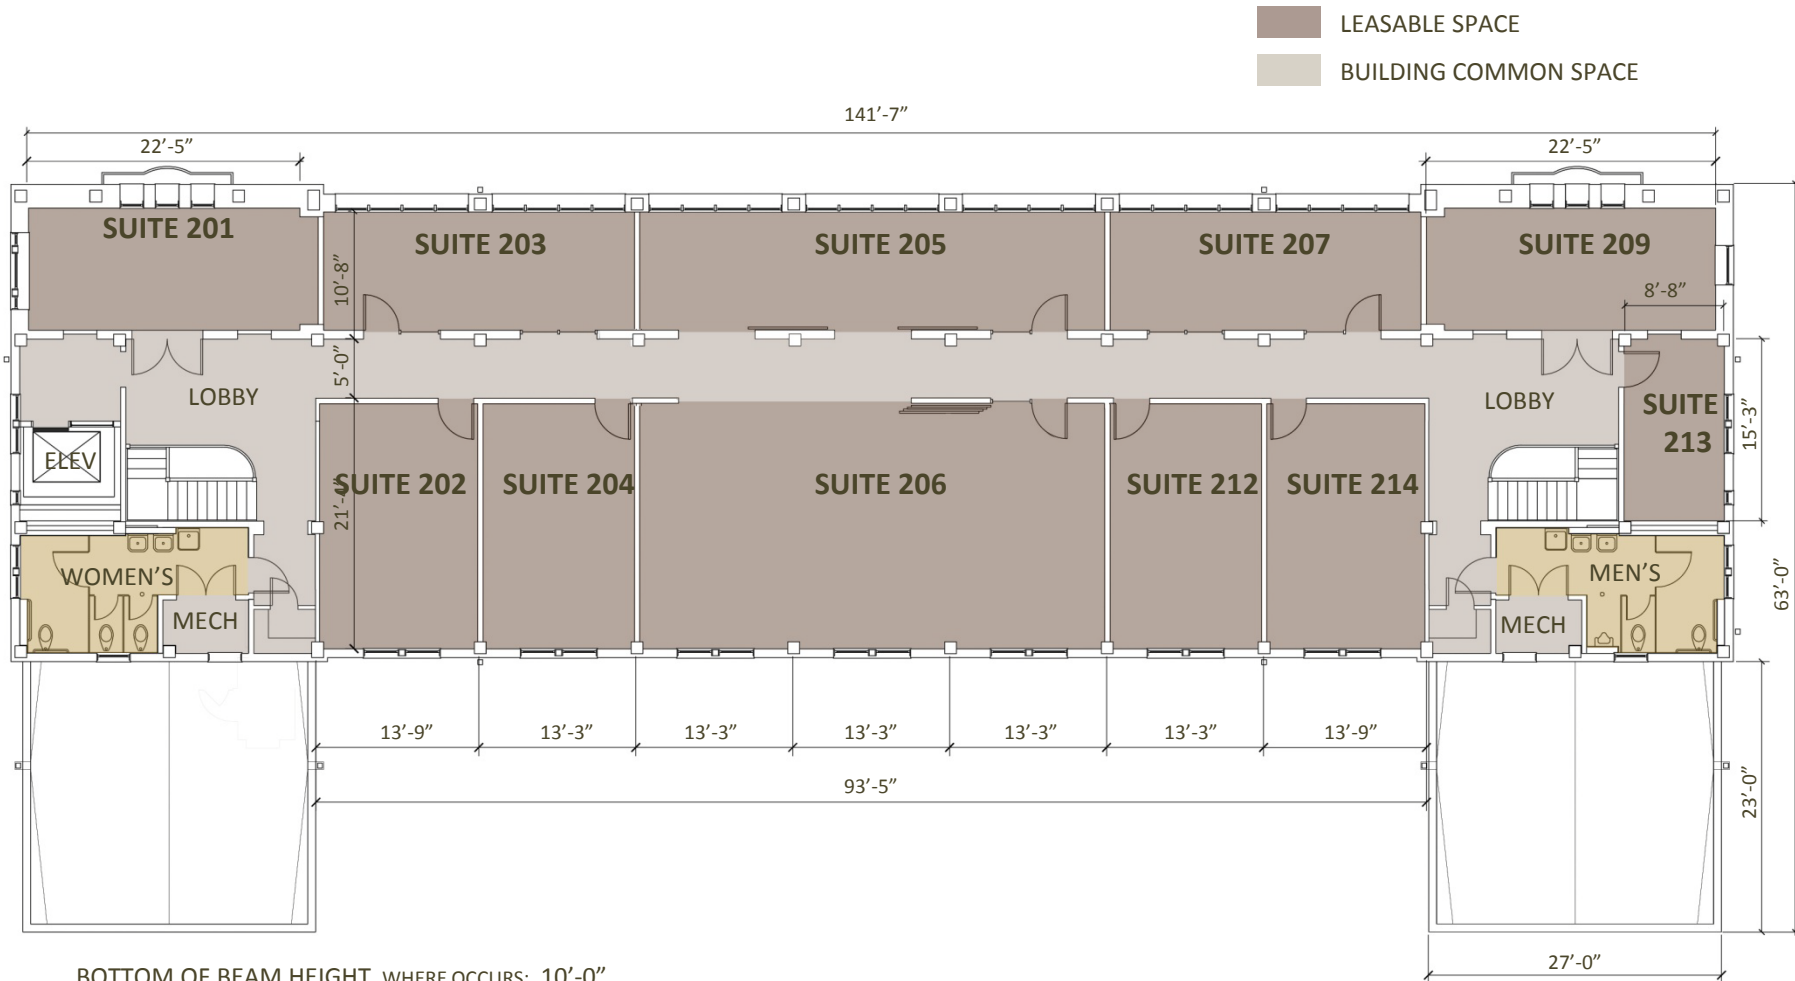 LEASABLE SPACE
BUILDING COMMON SPACE
141’-7”
22’-5”
22’-5”
SUITE 201
SUITE 203
SUITE 205
SUITE 207
SUITE 209
10’-8”
8’-8”
5’-0”
LOBBY
LOBBY
SUITE
213
15’-3”
ELEV
SUITE 202
SUITE 204
SUITE 206
SUITE 212
SUITE 214
WOMEN’S
MEN’S
63’-0”
MECH
MECH
13’-9”
13’-3”
13’-3”
13’-3”
13’-3”
13’-3”
13’-9”
93’-5”
23’-0”
27’-0”
BOTTOM OF BEAM HEIGHT WHERE OCCURS: 10’-0”